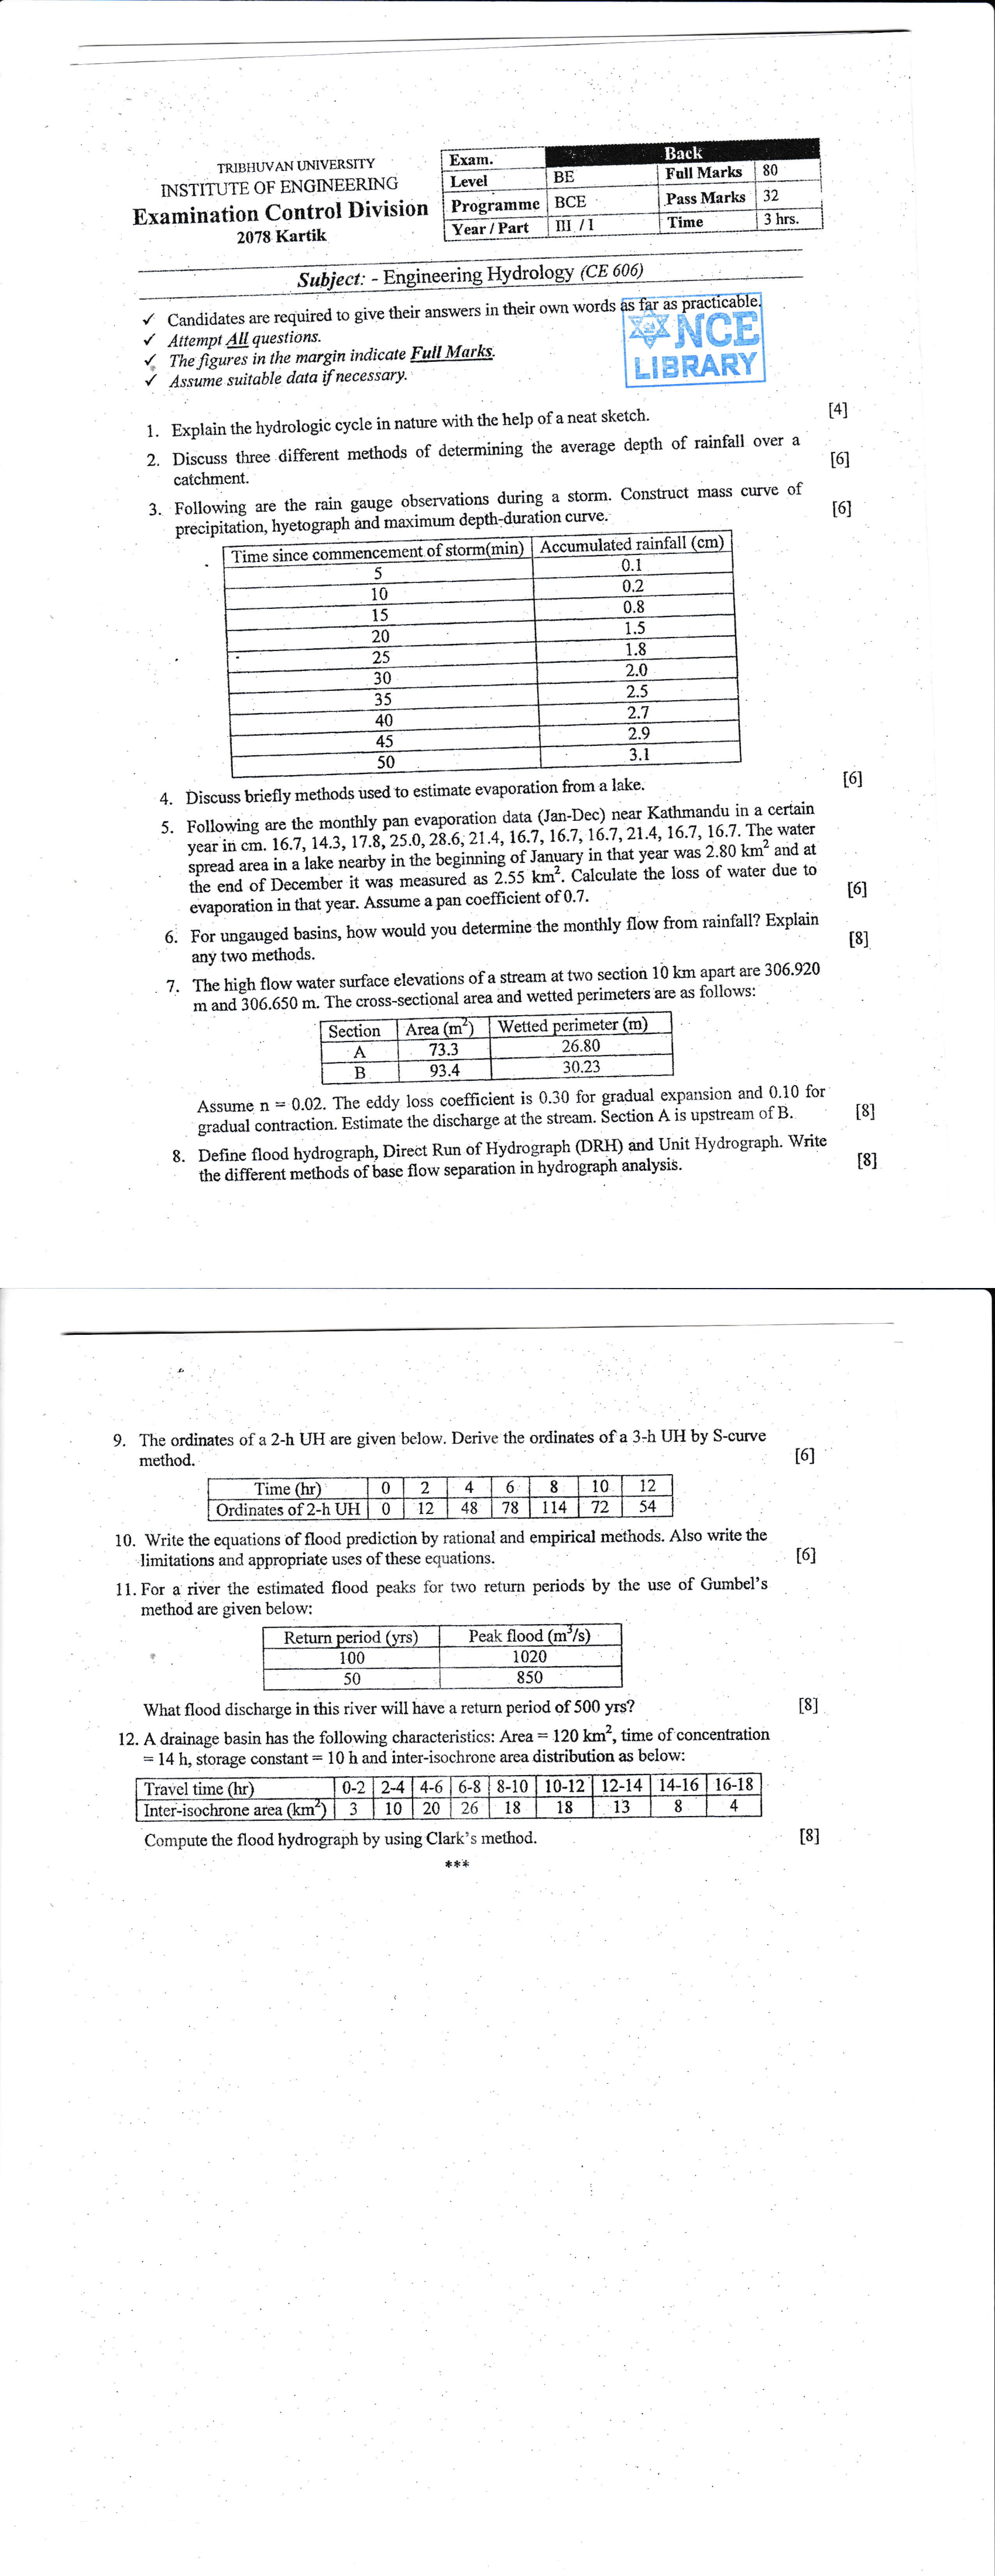 TRIBHUVAN UNIVERSITY
INSTITUTE OF ENGINEERING
Examination Control Division
2078 Kartik
Exam. Back
Level BE Full Marks 80
Programme BCE Pass Marks 32
Year / Part III / I Time 3 hrs.
Subject: - Engineering Hydrology (CE 606)
✓ Candidates are required to give their answers in their own words as far as practicable.
✓ Attempt All questions.
✓ The figures in the margin indicate Full Marks.
✓ Assume suitable data if necessary.
NCE
LIBRARY
1. Explain the hydrologic cycle in nature with the help of a neat sketch. [4]
2. Discuss three different methods of determining the average depth of rainfall over a
catchment. [6]
3. Following are the rain gauge observations during a storm. Construct mass curve of
precipitation, hyetograph and maximum depth-duration curve. [6]
Time since commencement of storm(min) Accumulated rainfall (cm)
5 0.1
10 0.2
15 0.8
20 1.5
25 1.8
30 2.0
35 2.5
40 2.7
45 2.9
50 3.1
4. Discuss briefly methods used to estimate evaporation from a lake. [6]
5. Following are the monthly pan evaporation data (Jan-Dec) near Kathmandu in a certain
year in cm. 16.7, 14.3, 17.8, 25.0, 28.6, 21.4, 16.7, 16.7, 16.7, 21.4, 16.7, 16.7. The water
spread area in a lake nearby in the beginning of January in that year was 2.80 km² and at
the end of December it was measured as 2.55 km². Calculate the loss of water due to
evaporation in that year. Assume a pan coefficient of 0.7. [6]
6. For ungauged basins, how would you determine the monthly flow from rainfall? Explain
any two methods. [8]
7. The high flow water surface elevations of a stream at two section 10 km apart are 306.920
m and 306.650 m. The cross-sectional area and wetted perimeters are as follows:
Section Area (m²) Wetted perimeter (m)
A 73.3 26.80
B 93.4 30.23
Assume n = 0.02. The eddy loss coefficient is 0.30 for gradual expansion and 0.10 for
gradual contraction. Estimate the discharge at the stream. Section A is upstream of B. [8]
8. Define flood hydrograph, Direct Run of Hydrograph (DRH) and Unit Hydrograph. Write
the different methods of base flow separation in hydrograph analysis. [8]
9. The ordinates of a 2-h UH are given below. Derive the ordinates of a 3-h UH by S-curve
method. [6]
Time (hr) 0 2 4 6 8 10 12
Ordinates of 2-h UH 0 12 48 78 114 72 54
10. Write the equations of flood prediction by rational and empirical methods. Also write the
limitations and appropriate uses of these equations. [6]
11. For a river the estimated flood peaks for two return periods by the use of Gumbel's
method are given below:
Return period (yrs) Peak flood (m³/s)
100 1020
50 850
What flood discharge in this river will have a return period of 500 yrs? [8]
12. A drainage basin has the following characteristics: Area = 120 km², time of concentration
= 14 h, storage constant = 10 h and inter-isochrone area distribution as below:
Travel time (hr) 0-2 2-4 4-6 6-8 8-10 10-12 12-14 14-16 16-18
Inter-isochrone area (km²) 3 10 20 26 18 18 13 8 4
Compute the flood hydrograph by using Clark's method. [8]
***